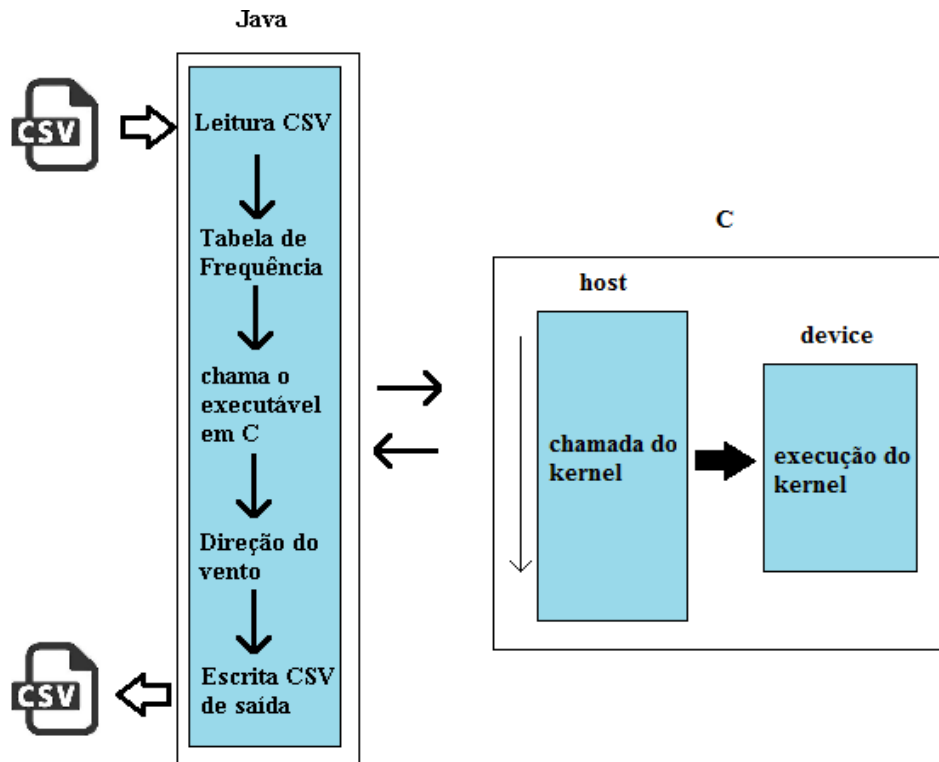 Java
CSV
Leitura CSV
Tabela de
Frequência
chama o
executável
em C
Direção do
vento
Escrita CSV
de saída
CSV
C
host
chamada do
kernel
device
execução do
kernel